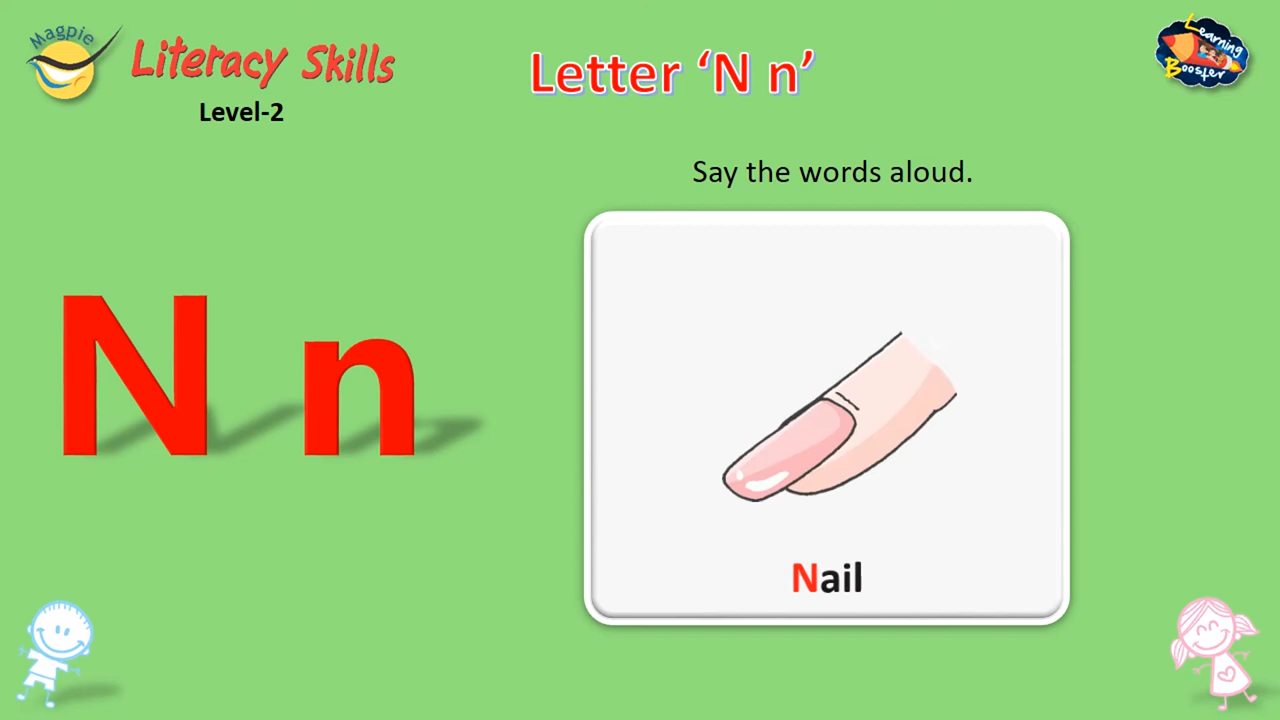 Magpie
Literacy Skills
Level-2
Letter ‘N n’
Learning
Booster
Say the words aloud.
N n
Nail